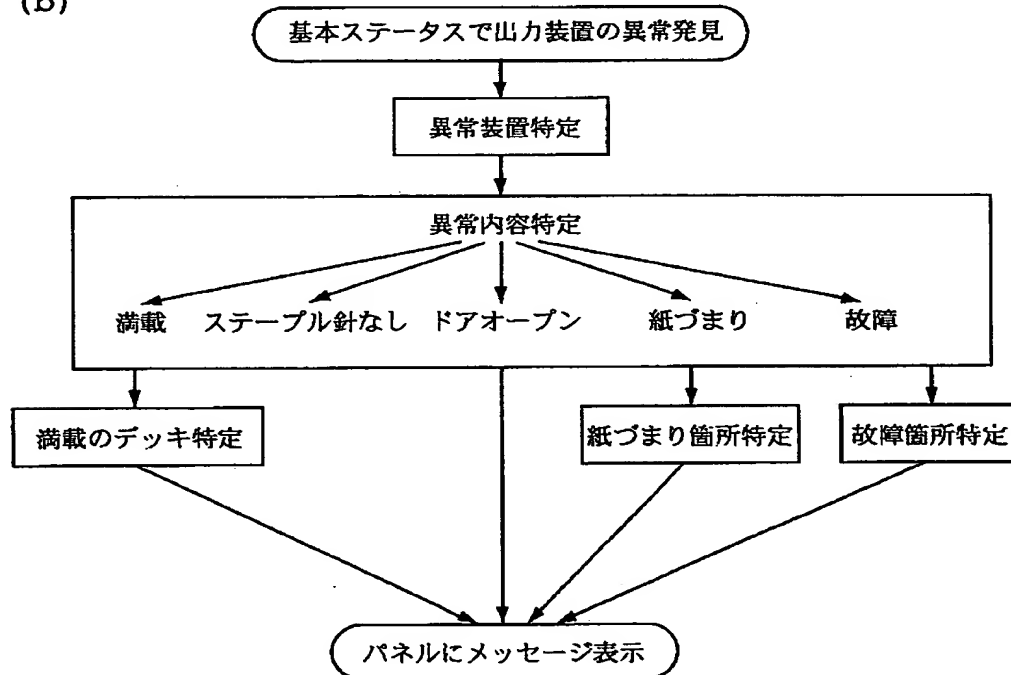 (b)
基本ステータスで出力装置の異常発見
異常装置特定
異常内容特定
満載 ステープル針なし ドアオープン 紙づまり 故障
満載のデッキ特定 紙づまり箇所特定 故障箇所特定
パネルにメッセージ表示